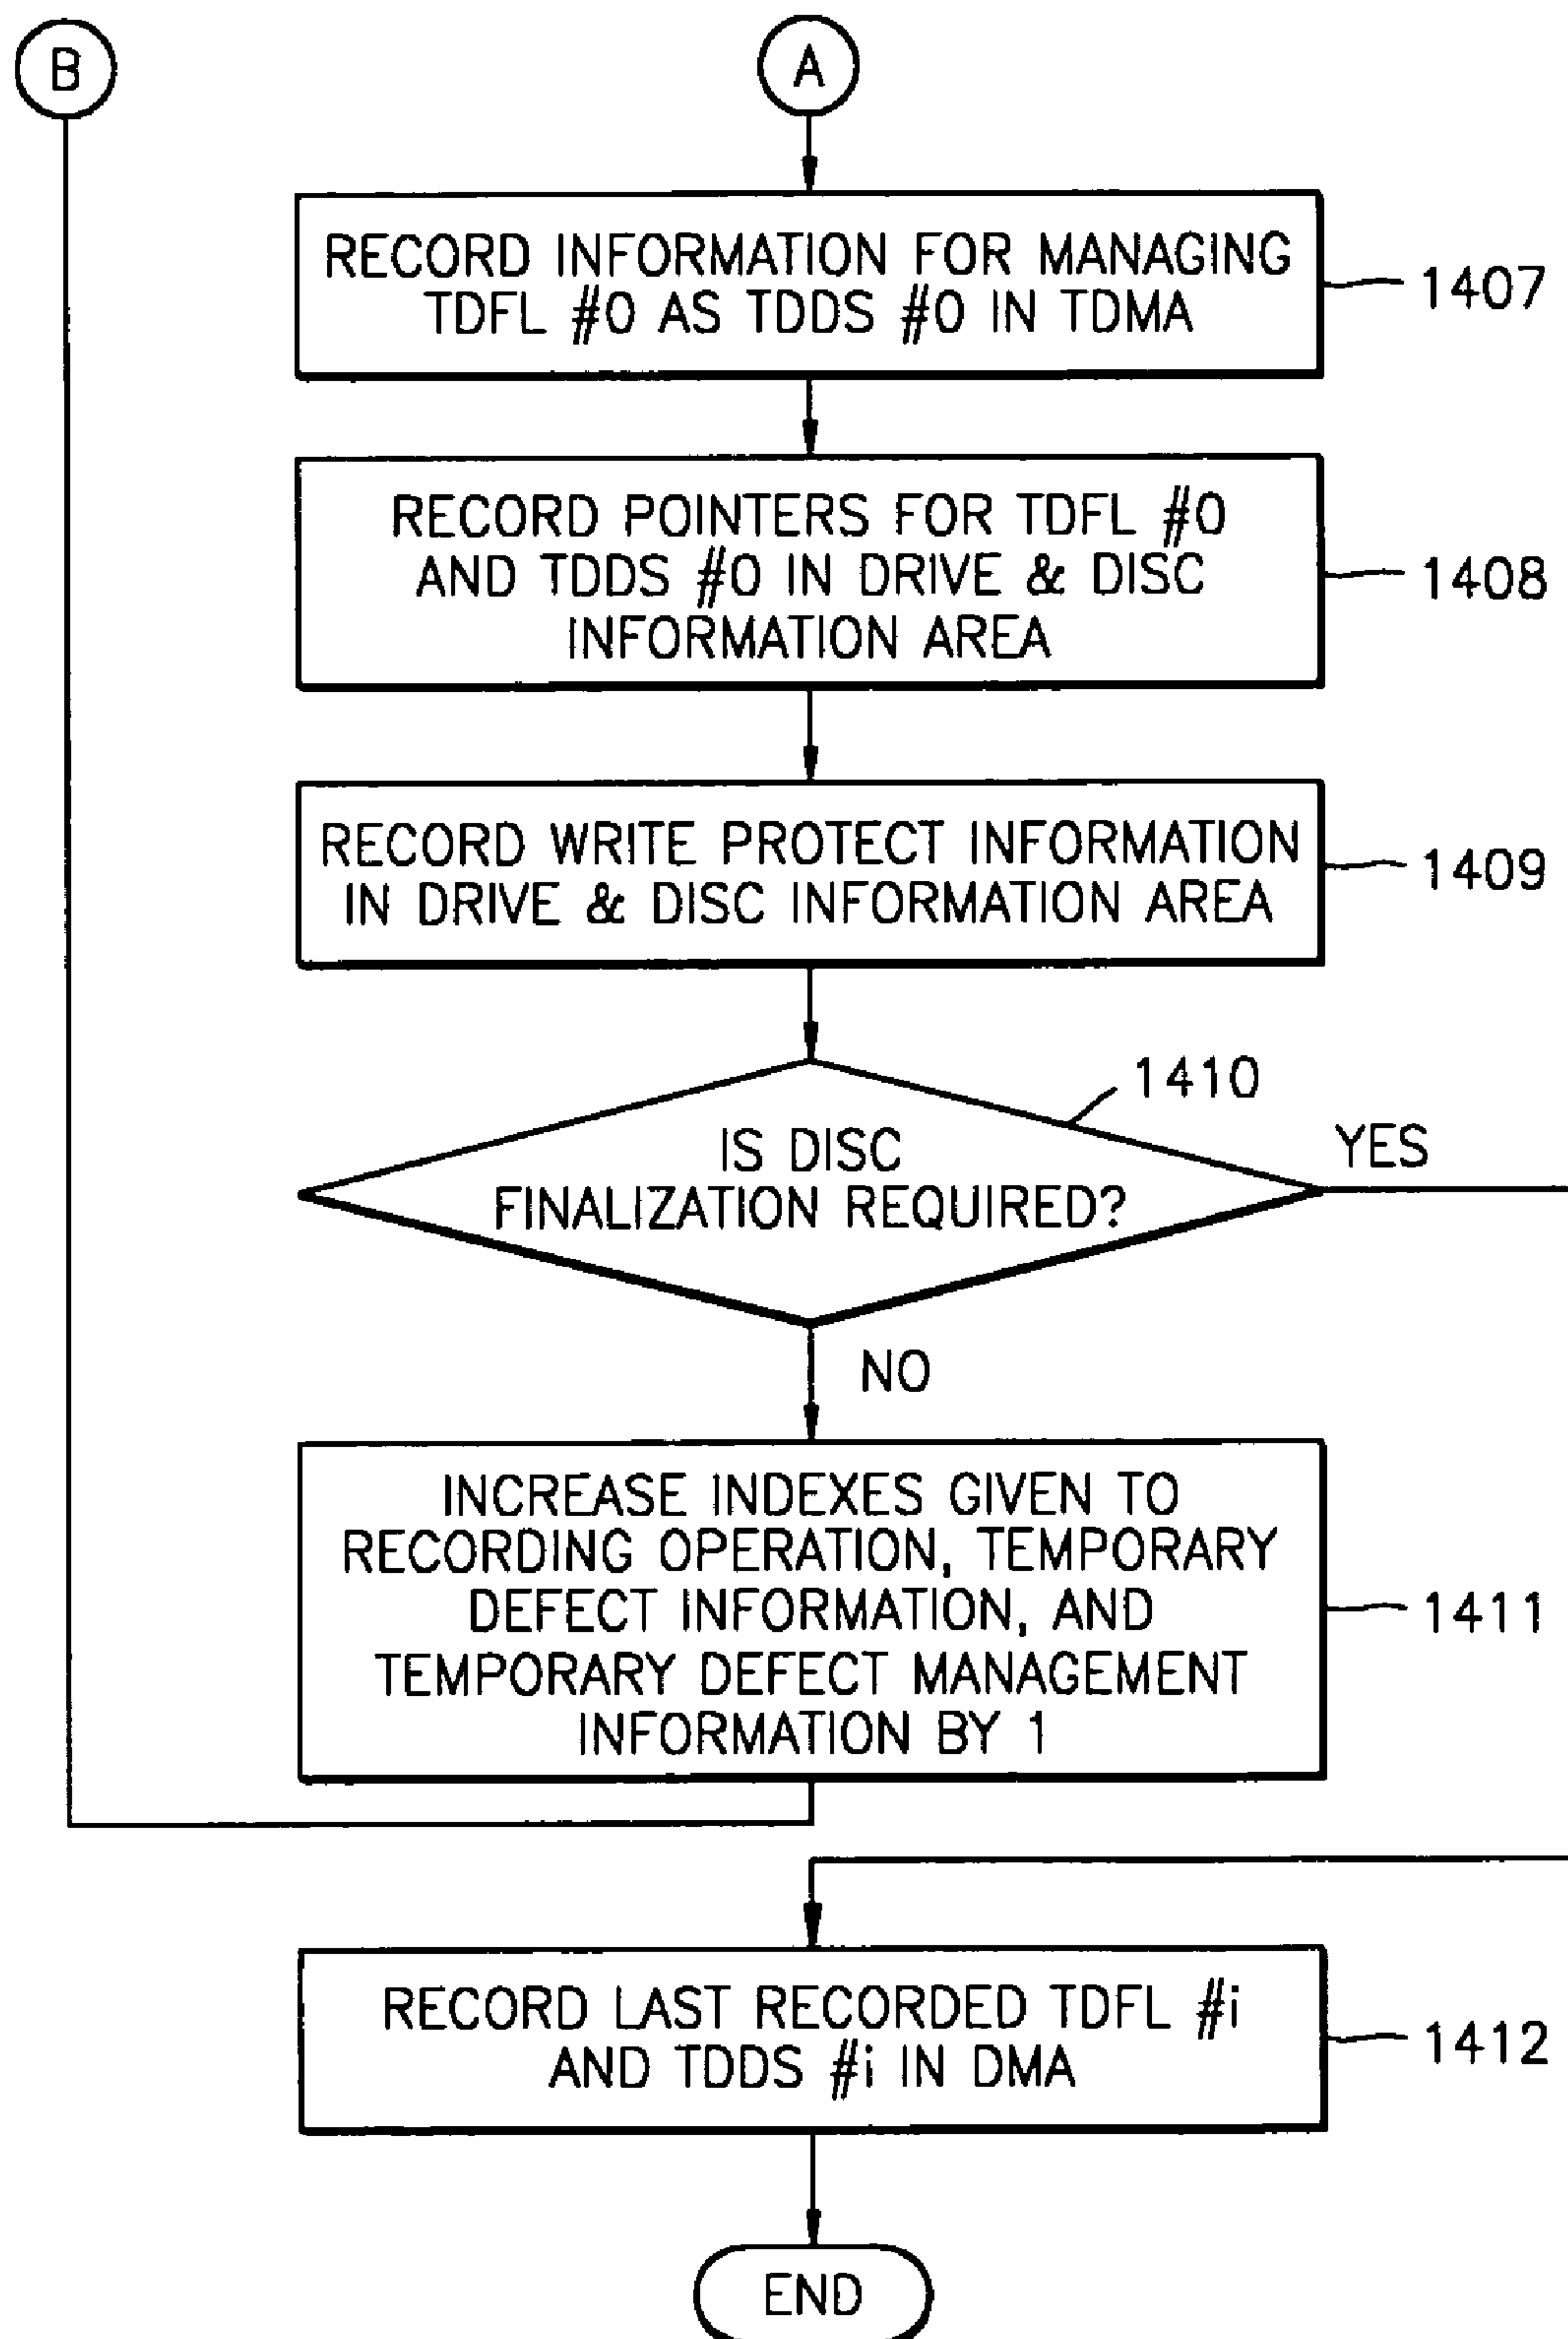 B
A
RECORD INFORMATION FOR MANAGING
TDFL #0 AS TDDS #0 IN TDMA
1407
RECORD POINTERS FOR TDFL #0
AND TDDS #0 IN DRIVE & DISC
INFORMATION AREA
1408
RECORD WRITE PROTECT INFORMATION
IN DRIVE & DISC INFORMATION AREA
1409
1410
IS DISC
FINALIZATION REQUIRED?
YES
NO
INCREASE INDEXES GIVEN TO
RECORDING OPERATION, TEMPORARY
DEFECT INFORMATION, AND
TEMPORARY DEFECT MANAGEMENT
INFORMATION BY 1
1411
RECORD LAST RECORDED TDFL #i
AND TDDS #i IN DMA
1412
END